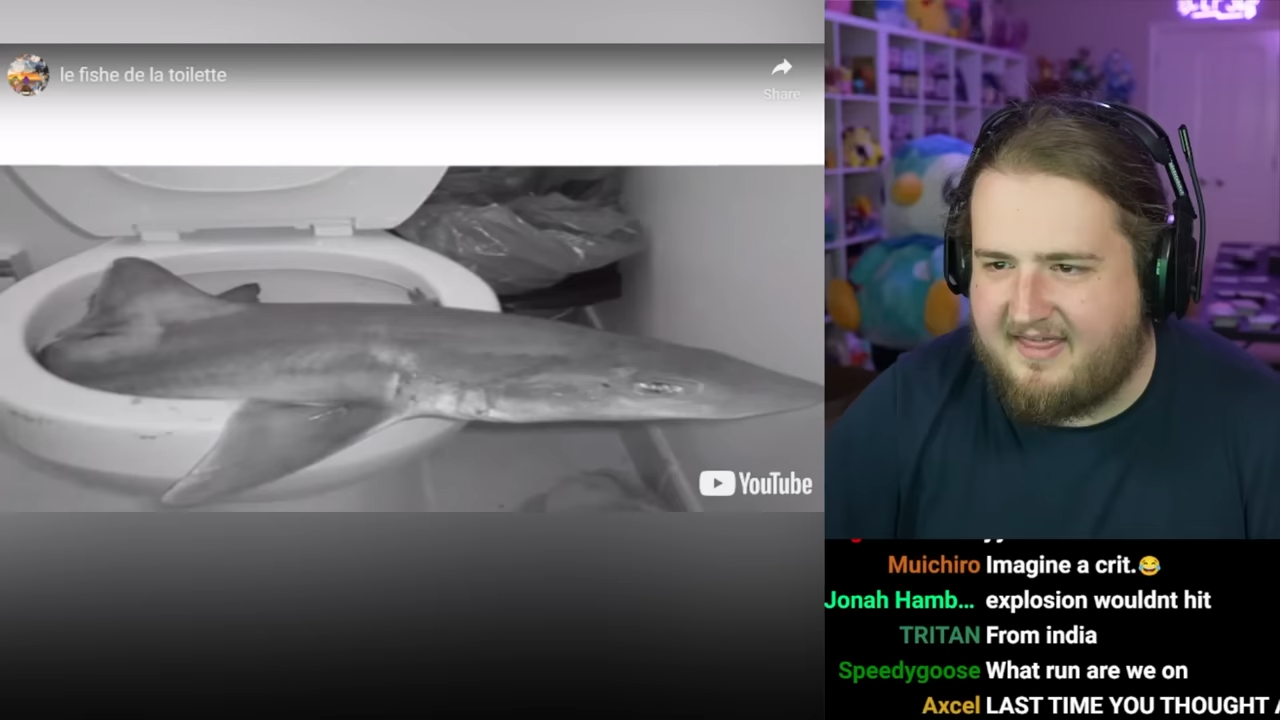 le fishe de la toilette
Share
YouTube
Muichiro Imagine a crit.😂
Jonah Hamb... explosion wouldnt hit
TRITAN From india
Speedygoose What run are we on
Axcel LAST TIME YOU THOUGHT